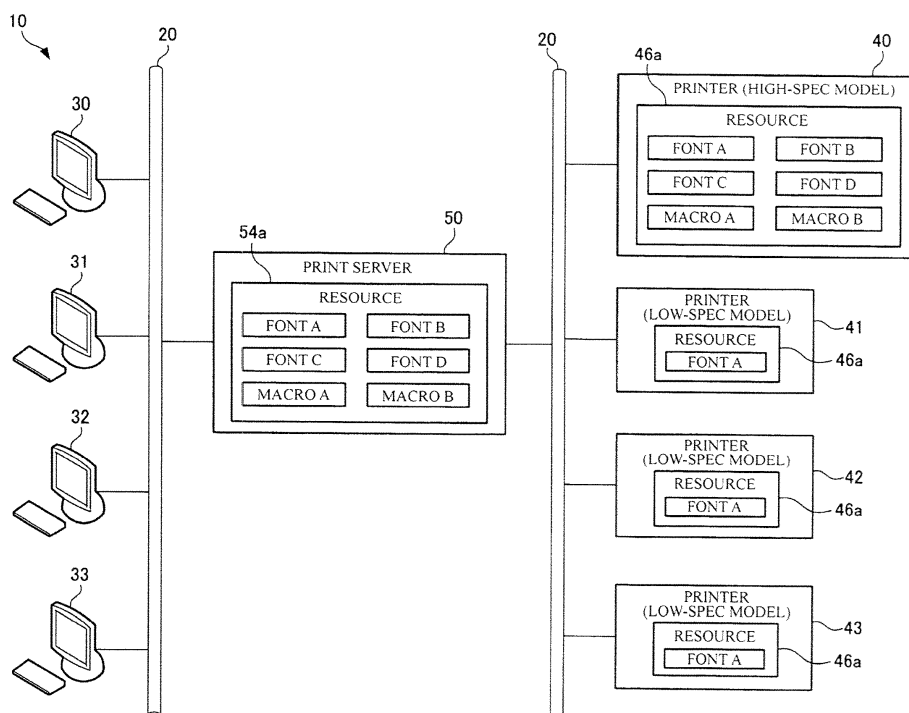 10
20
30
31
32
33
50
PRINT SERVER
54a
RESOURCE
FONT A FONT B
FONT C FONT D
MACRO A MACRO B
20
40
PRINTER (HIGH-SPEC MODEL)
46a
RESOURCE
FONT A FONT B
FONT C FONT D
MACRO A MACRO B
PRINTER
(LOW-SPEC MODEL)
41
RESOURCE
46a
FONT A
PRINTER
(LOW-SPEC MODEL)
42
RESOURCE
46a
FONT A
PRINTER
(LOW-SPEC MODEL)
43
RESOURCE
46a
FONT A